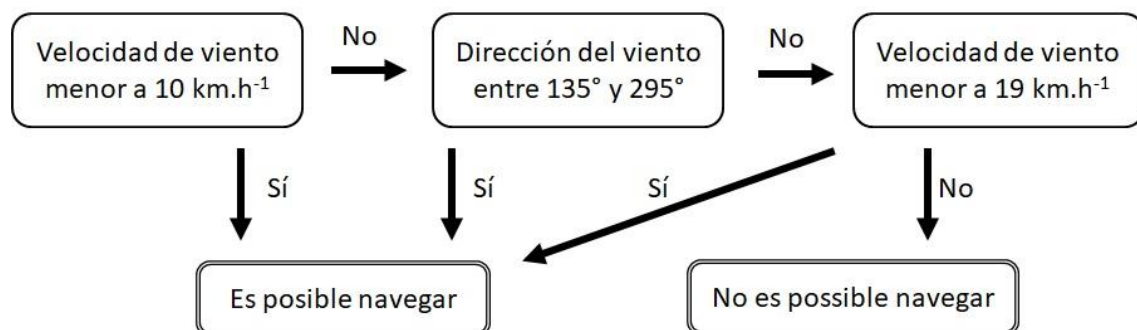 Velocidad de viento
menor a 10 km.h⁻¹
No
Dirección del viento
entre 135° y 295°
No
Velocidad de viento
menor a 19 km.h⁻¹
Sí
Sí
Sí
No
Es posible navegar
No es possible navegar